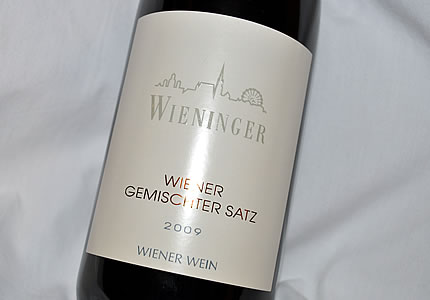 WIENINGER
WIENER
GEMISCHTER SATZ
2009
WIENER WEIN